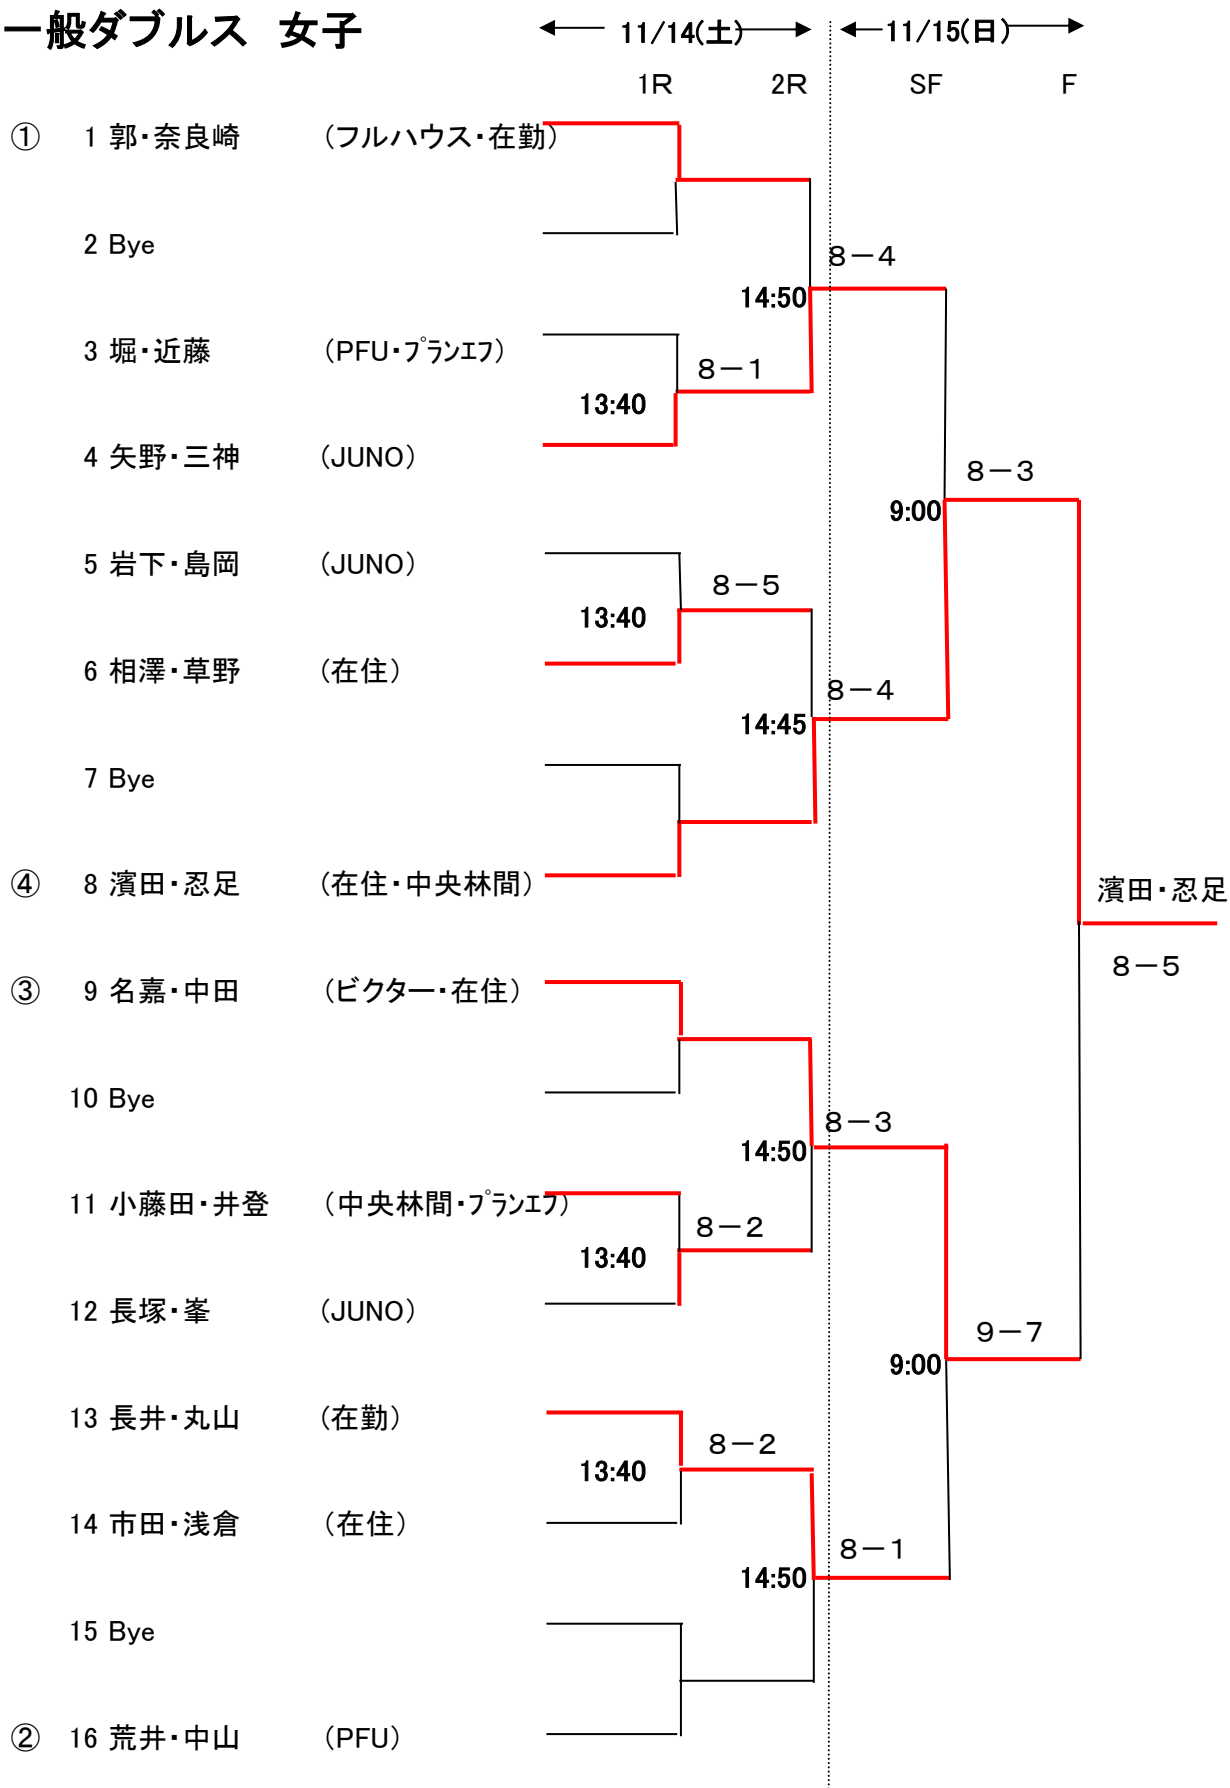 一般ダブルス 女子
11/14(土) 11/15(日)
1R 2R SF F
① 1 郭・奈良崎 (フルハウス・在勤)
2 Bye
8－4
14:50
3 堀・近藤 (PFU・プランエフ)
8－1
13:40
4 矢野・三神 (JUNO)
8－3
9:00
5 岩下・島岡 (JUNO)
8－5
13:40
6 相澤・草野 (在住)
8－4
14:45
7 Bye
④ 8 濱田・忍足 (在住・中央林間)
濱田・忍足
8－5
③ 9 名嘉・中田 (ビクター・在住)
10 Bye
8－3
14:50
11 小藤田・井登 (中央林間・プランエフ)
8－2
13:40
12 長塚・峯 (JUNO)
9－7
9:00
13 長井・丸山 (在勤)
8－2
13:40
14 市田・浅倉 (在住)
8－1
14:50
15 Bye
② 16 荒井・中山 (PFU)